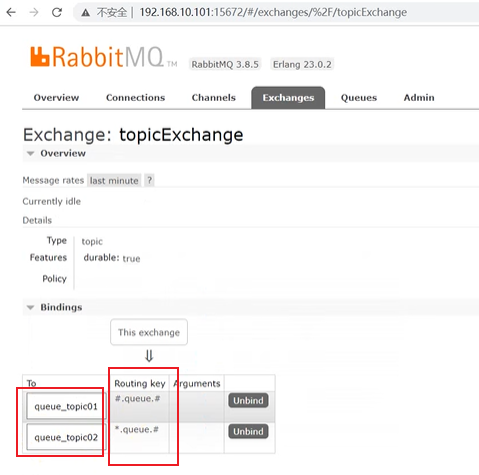 不安全 | 192.168.10.101:15672/#/exchanges/%2F/topicExchange
RabbitMQ TM RabbitMQ 3.8.5 Erlang 23.0.2
Overview Connections Channels Exchanges Queues Admin
Exchange: topicExchange
Overview
Message rates last minute ?
Currently idle
Details
Type topic
Features durable: true
Policy
Bindings
This exchange
⇓
To Routing key Arguments
queue_topic01 #.queue.# Unbind
queue_topic02 *.queue.# Unbind